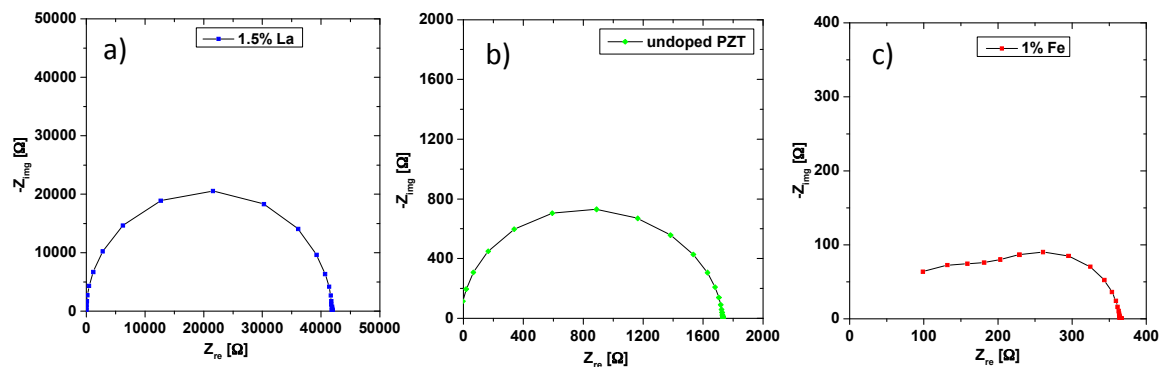 a)
1.5% La
50000
40000
30000
20000
10000
0
-Z_img [Ω]
0 10000 20000 30000 40000 50000
Z_re [Ω]
b)
undoped PZT
2000
1600
1200
800
400
0
-Z_img [Ω]
0 400 800 1200 1600 2000
Z_re [Ω]
c)
1% Fe
400
300
200
100
0
-Z_img [Ω]
0 100 200 300 400
Z_re [Ω]